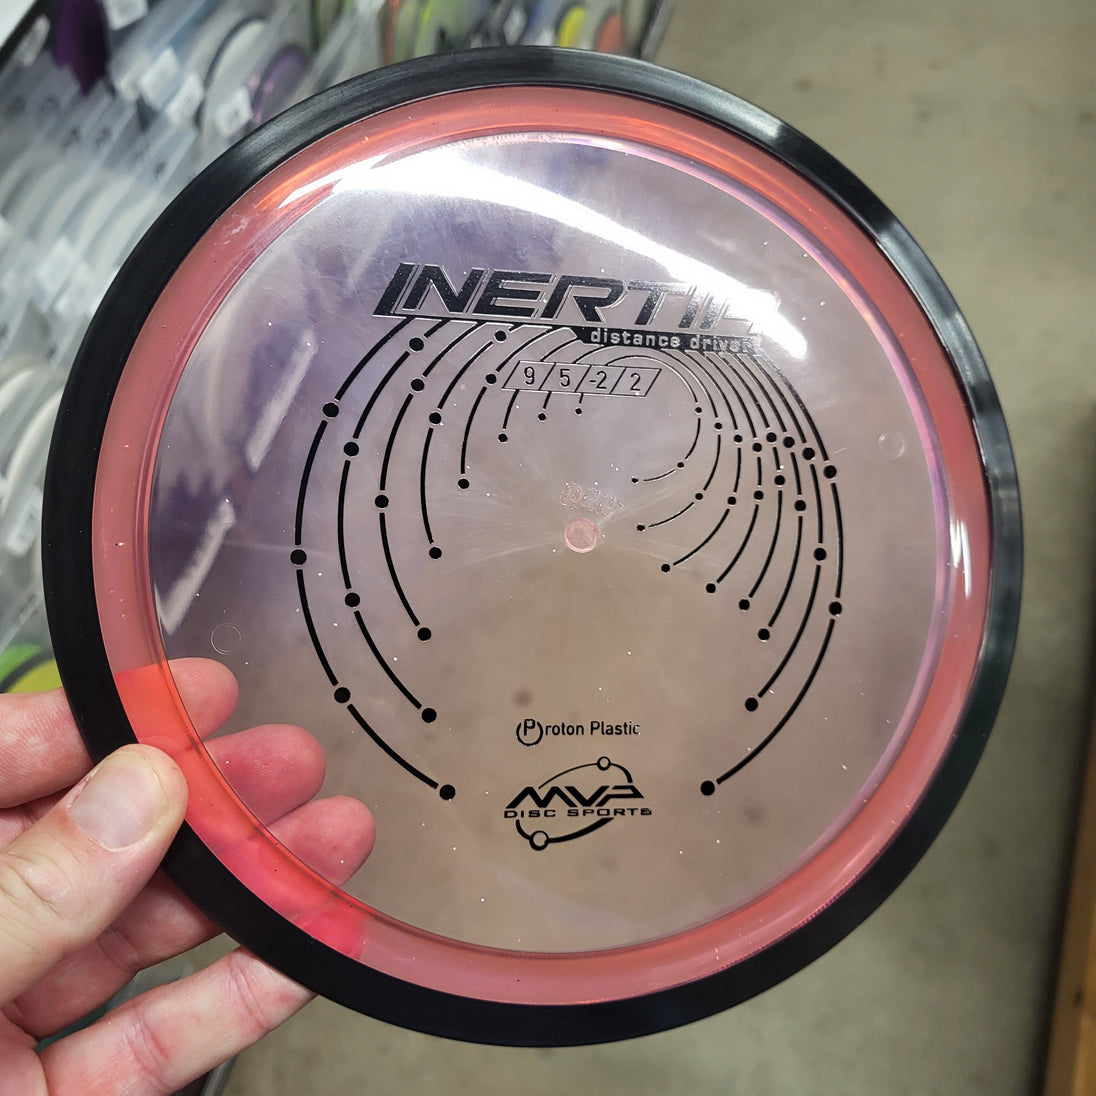 INERTIA
distance driver
9 5 -2 2
Proton Plastic
MVP
DISC SPORTS